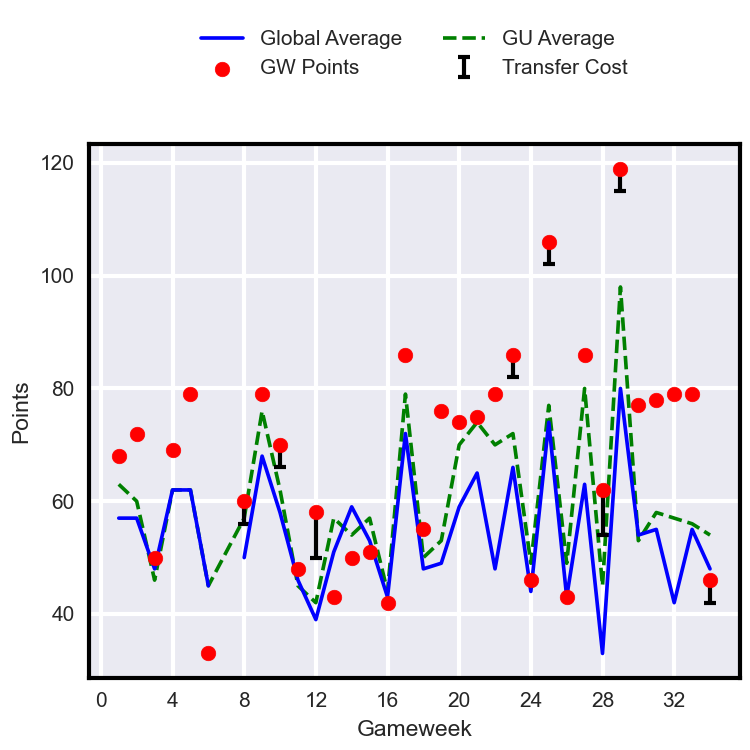 Global Average GU Average
GW Points Transfer Cost
120
100
80
60
40
Points
0 4 8 12 16 20 24 28 32
Gameweek